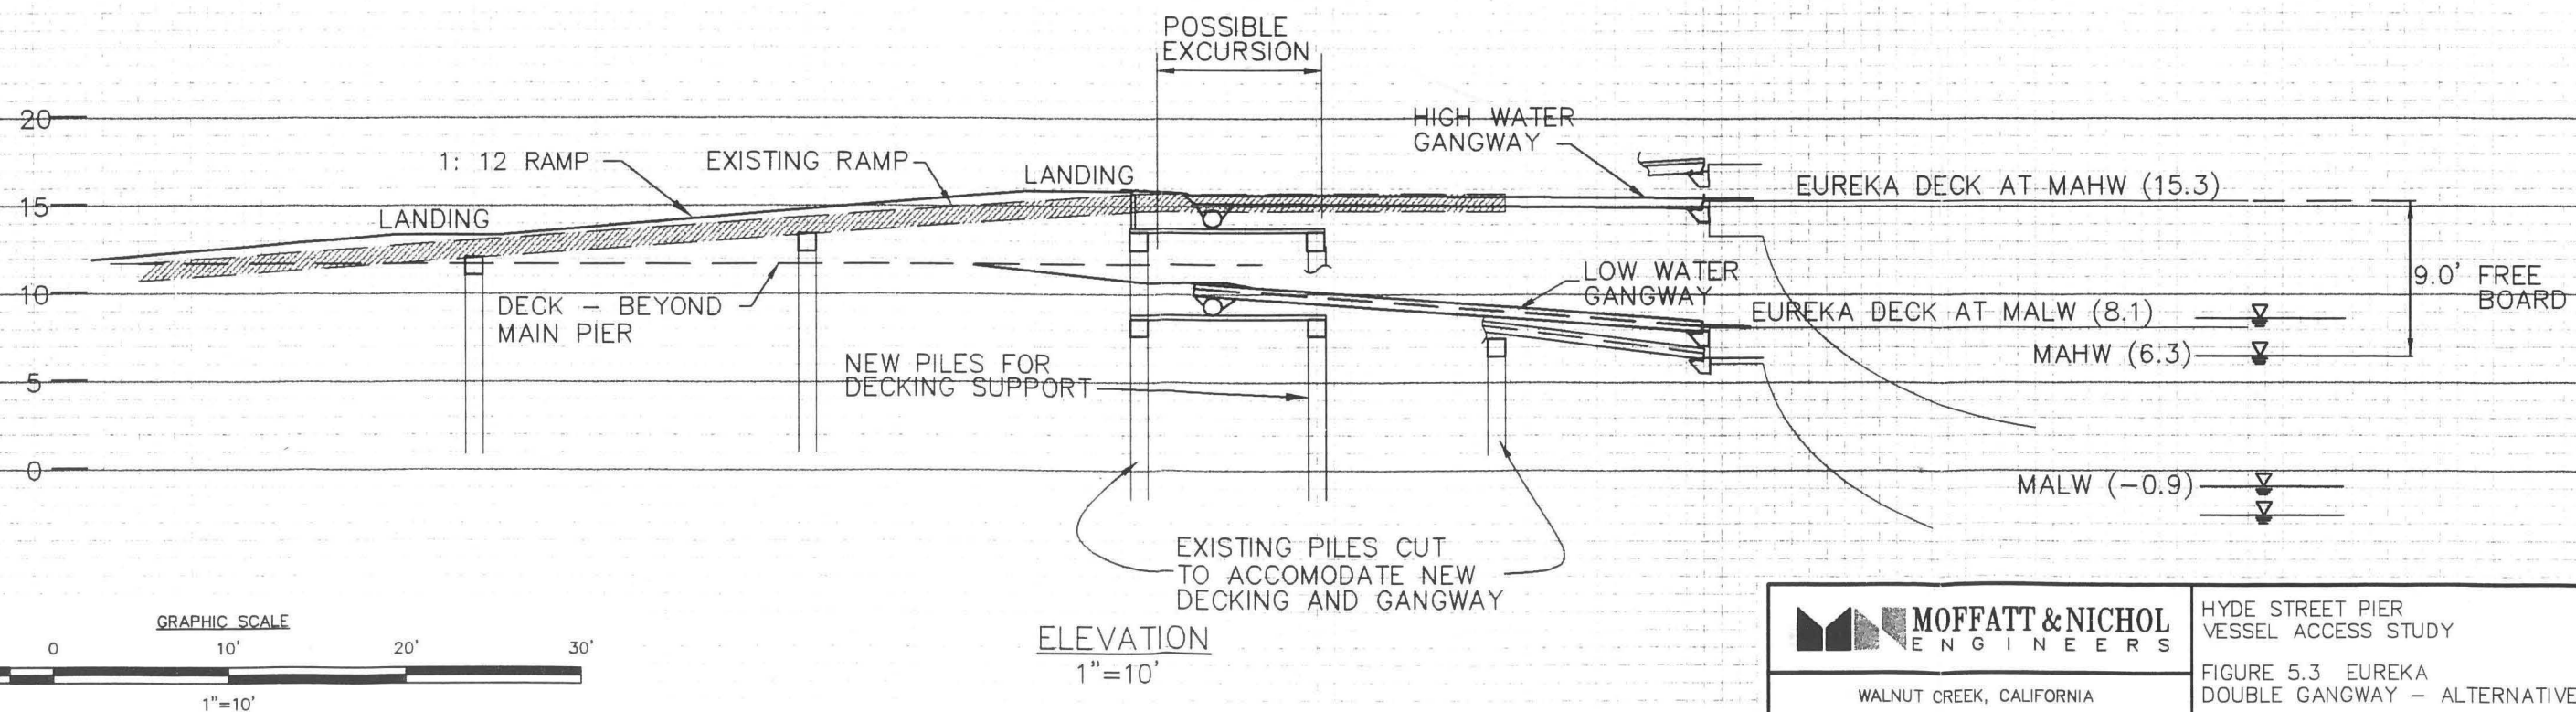 POSSIBLE
EXCURSION
20
HIGH WATER
GANGWAY
1: 12 RAMP
EXISTING RAMP
LANDING
EUREKA DECK AT MAHW (15.3)
15
LANDING
10
DECK - BEYOND
MAIN PIER
LOW WATER
GANGWAY
9.0' FREE
BOARD
EUREKA DECK AT MALW (8.1)
MAHW (6.3)
NEW PILES FOR
DECKING SUPPORT
5
0
MALW (-0.9)
EXISTING PILES CUT
TO ACCOMODATE NEW
DECKING AND GANGWAY
GRAPHIC SCALE
0 10' 20' 30'
1"=10'
ELEVATION
1"=10'
MOFFATT & NICHOL
ENGINEERS
WALNUT CREEK, CALIFORNIA
HYDE STREET PIER
VESSEL ACCESS STUDY
FIGURE 5.3 EUREKA
DOUBLE GANGWAY - ALTERNATIVE